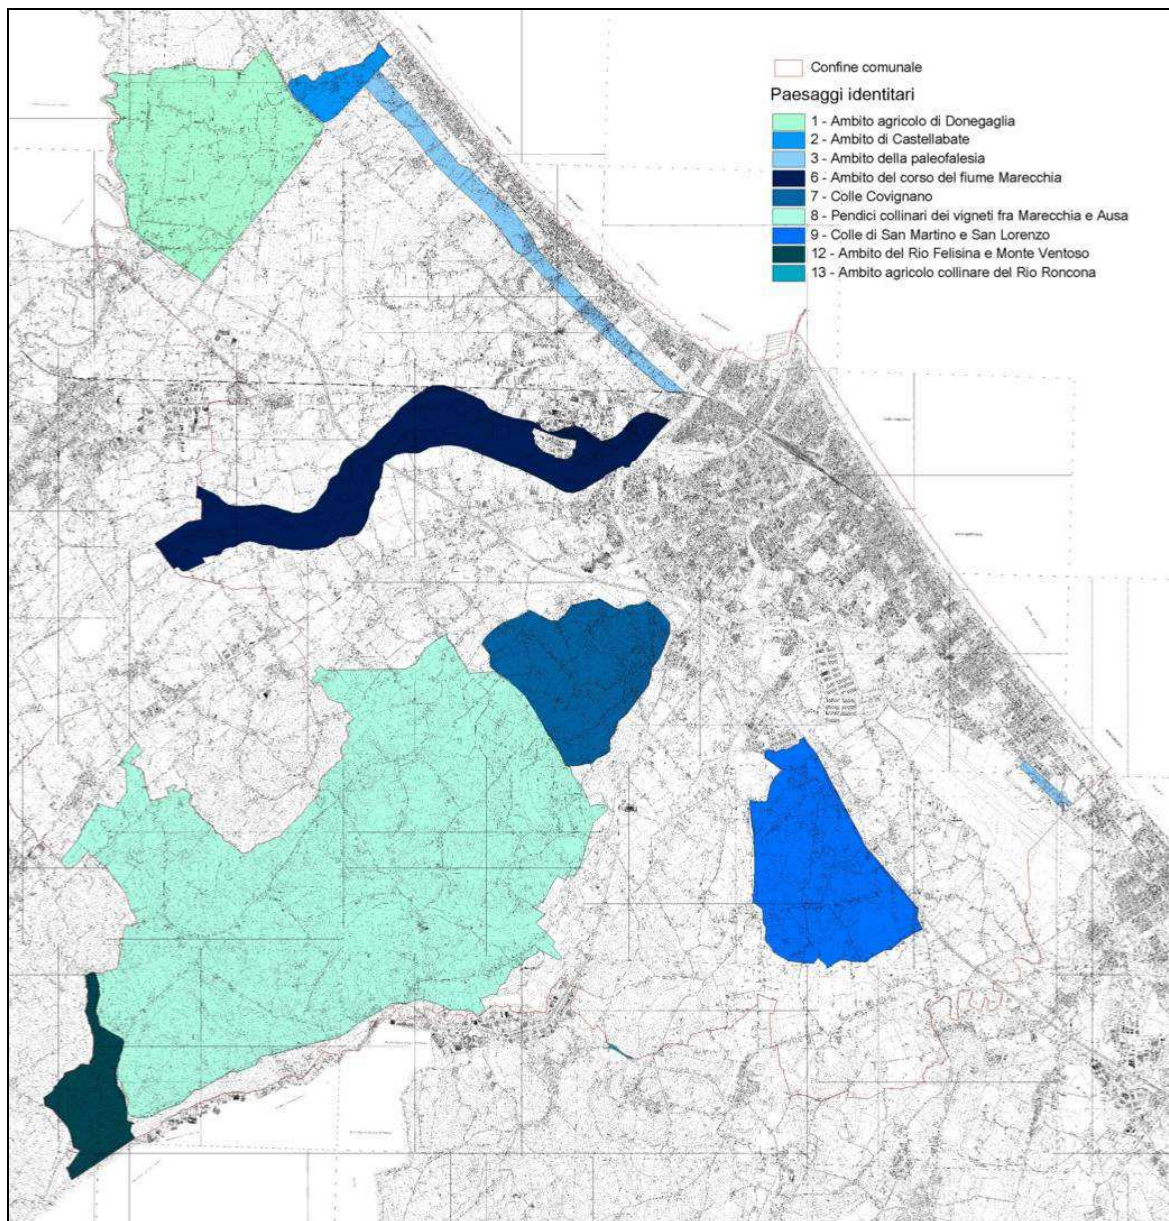 Confine comunale
Paesaggi identitari
1 - Ambito agricolo di Donegaglia
2 - Ambito di Castellabate
3 - Ambito della paleofalesia
6 - Ambito del corso del fiume Marecchia
7 - Colle Covignano
8 - Pendici collinari dei vigneti fra Marecchia e Ausa
9 - Colle di San Martino e San Lorenzo
12 - Ambito del Rio Felisina e Monte Ventoso
13 - Ambito agricolo collinare del Rio Roncona